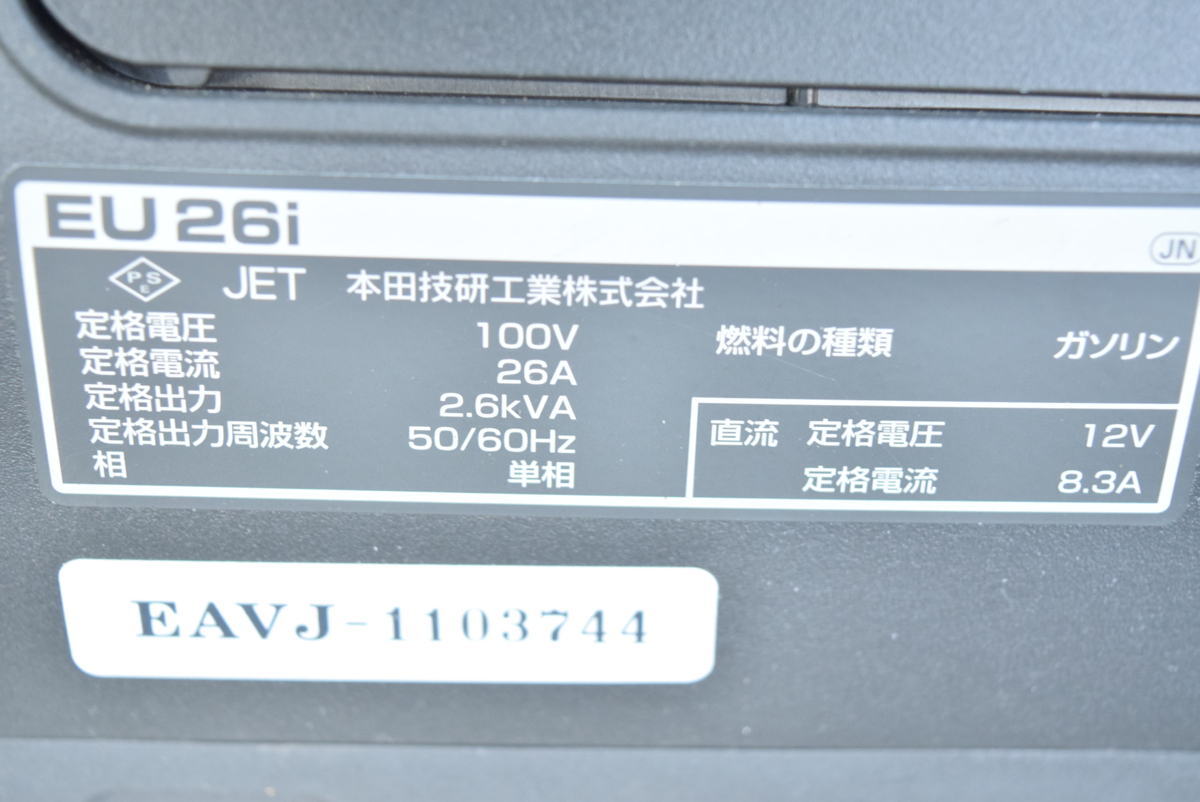 EU 26i
JN
PSE JET 本田技研工業株式会社
定格電圧 100V
定格電流 26A
定格出力 2.6kVA
定格出力周波数 50/60Hz
相 単相
燃料の種類 ガソリン
直流 定格電圧 12V
定格電流 8.3A
EAVJ-1103744